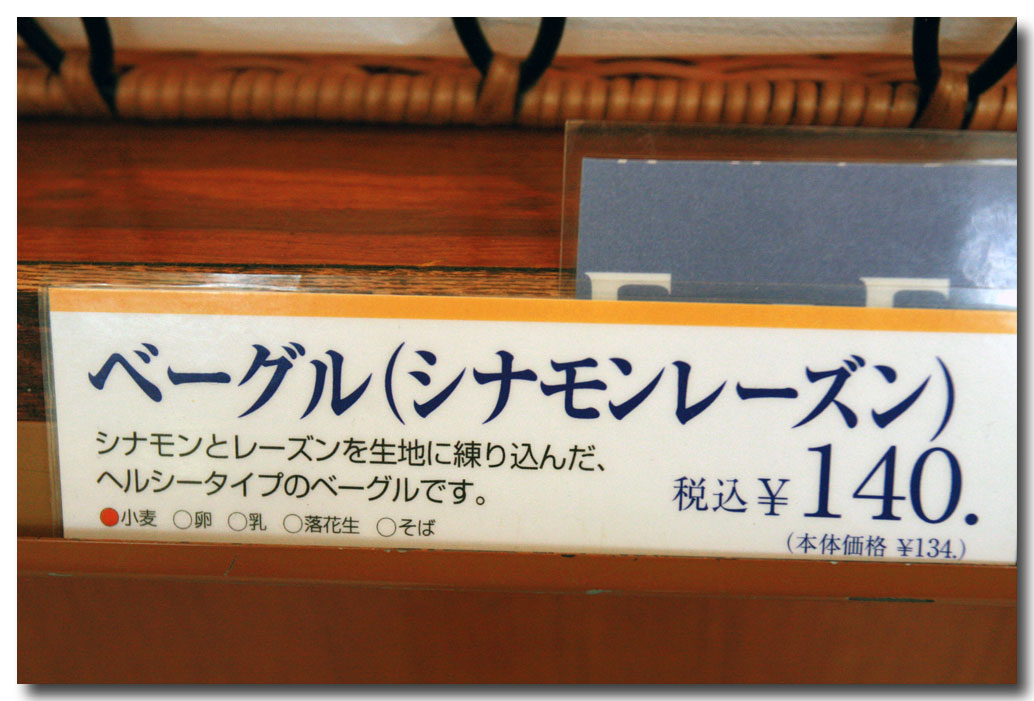 ベーグル(シナモンレーズン)
シナモンとレーズンを生地に練り込んだ、
ヘルシータイプのベーグルです。
●小麦 ○卵 ○乳 ○落花生 ○そば
税込¥140.
(本体価格 ¥134.)